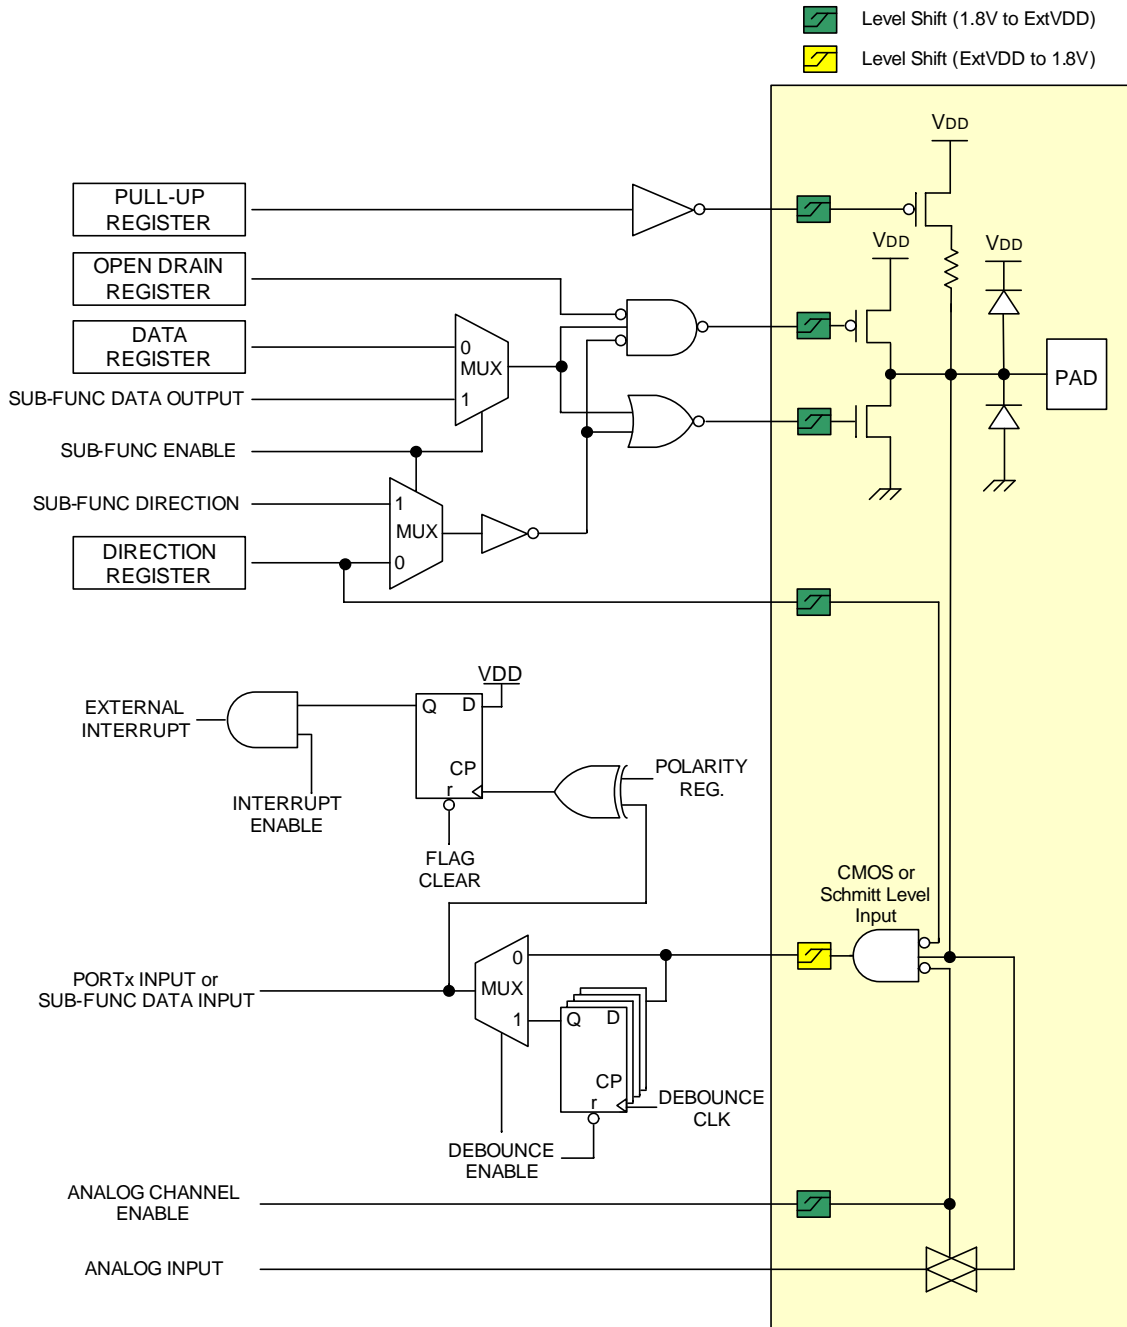 Level Shift (1.8V to ExtVDD)
Level Shift (ExtVDD to 1.8V)
VDD
PULL-UP
REGISTER
VDD
VDD
OPEN DRAIN
REGISTER
DATA
REGISTER
0
MUX
1
PAD
SUB-FUNC DATA OUTPUT
SUB-FUNC ENABLE
SUB-FUNC DIRECTION
1
MUX
0
DIRECTION
REGISTER
VDD
EXTERNAL
INTERRUPT
Q D
CP
r
POLARITY
REG.
INTERRUPT
ENABLE
FLAG
CLEAR
CMOS or
Schmitt Level
Input
0
MUX
1
PORTx INPUT or
SUB-FUNC DATA INPUT
Q D
CP
r
DEBOUNCE
CLK
DEBOUNCE
ENABLE
ANALOG CHANNEL
ENABLE
ANALOG INPUT